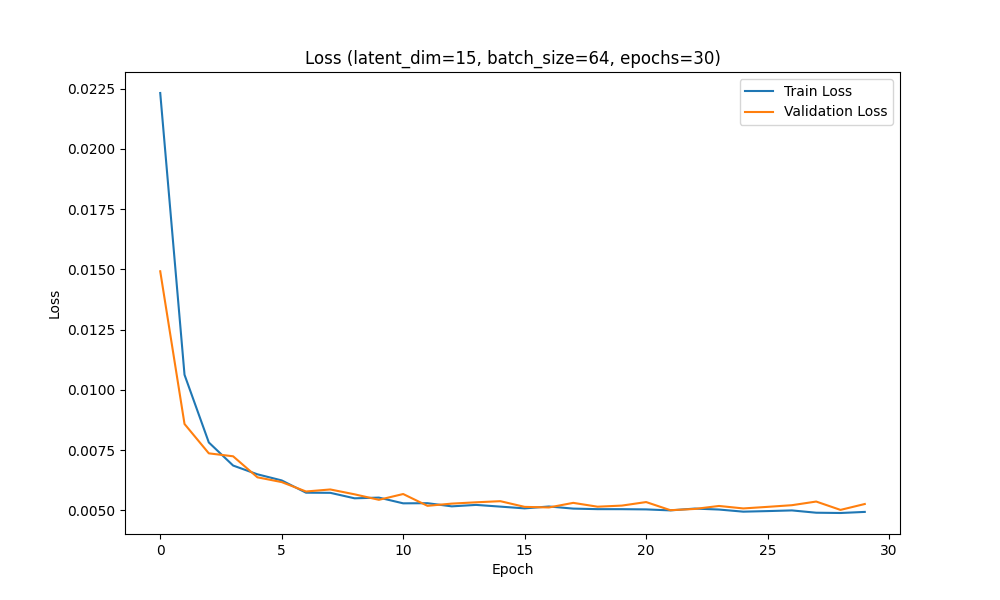 Loss (latent_dim=15, batch_size=64, epochs=30)
Train Loss
Validation Loss
0.0225
0.0200
0.0175
0.0150
0.0125
0.0100
0.0075
0.0050
Loss
0 5 10 15 20 25 30
Epoch